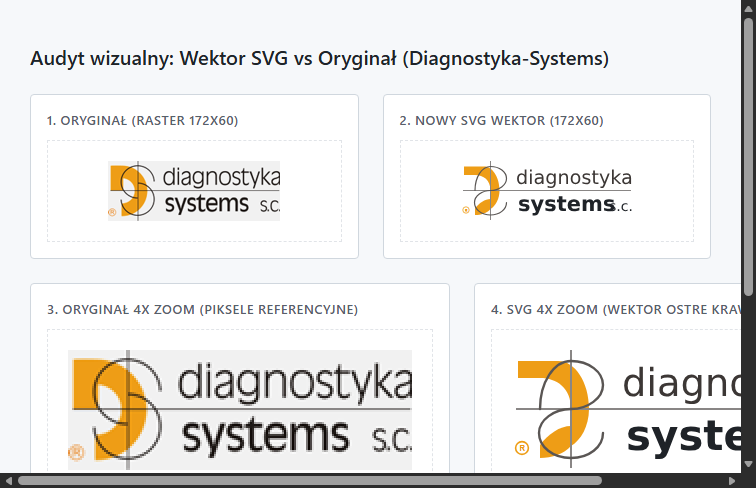 Audyt wizualny: Wektor SVG vs Oryginał (Diagnostyka-Systems)
1. ORYGINAŁ (RASTER 172X60)
2. NOWY SVG WEKTOR (172X60)
diagnostyka
systems s.c.
®
diagnostyka
systems s.c.
®
3. ORYGINAŁ 4X ZOOM (PIKSELE REFERENCYJNE)
4. SVG 4X ZOOM (WEKTOR OSTRE KRAW
diagnostyka
systems s.c.
®
diagno
syste
®